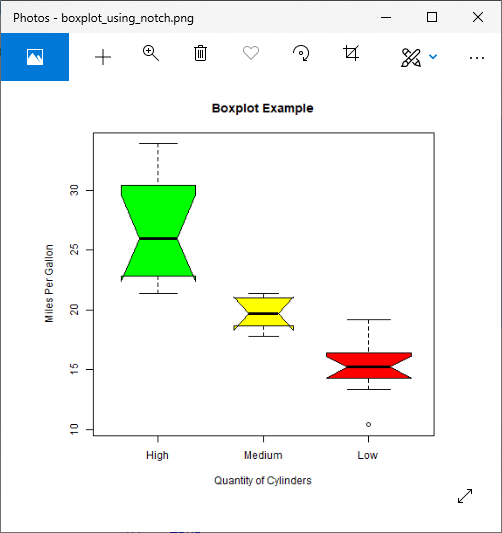 Photos - boxplot_using_notch.png
Boxplot Example
Miles Per Gallon
30
25
20
15
10
High Medium Low
Quantity of Cylinders